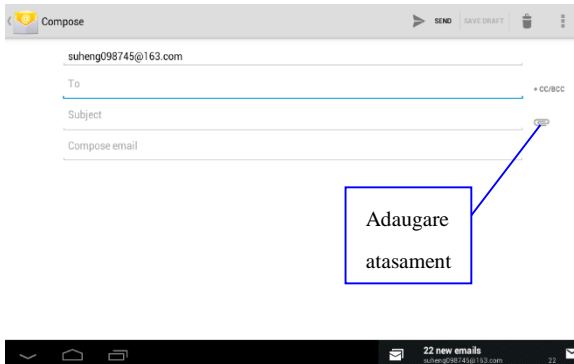 Compose
SEND
SAVE DRAFT
suheng098745@163.com
To
+ CC/BCC
Subject
Compose email
Adaugare
atasament
22 new emails
suheng098745@163.com
22